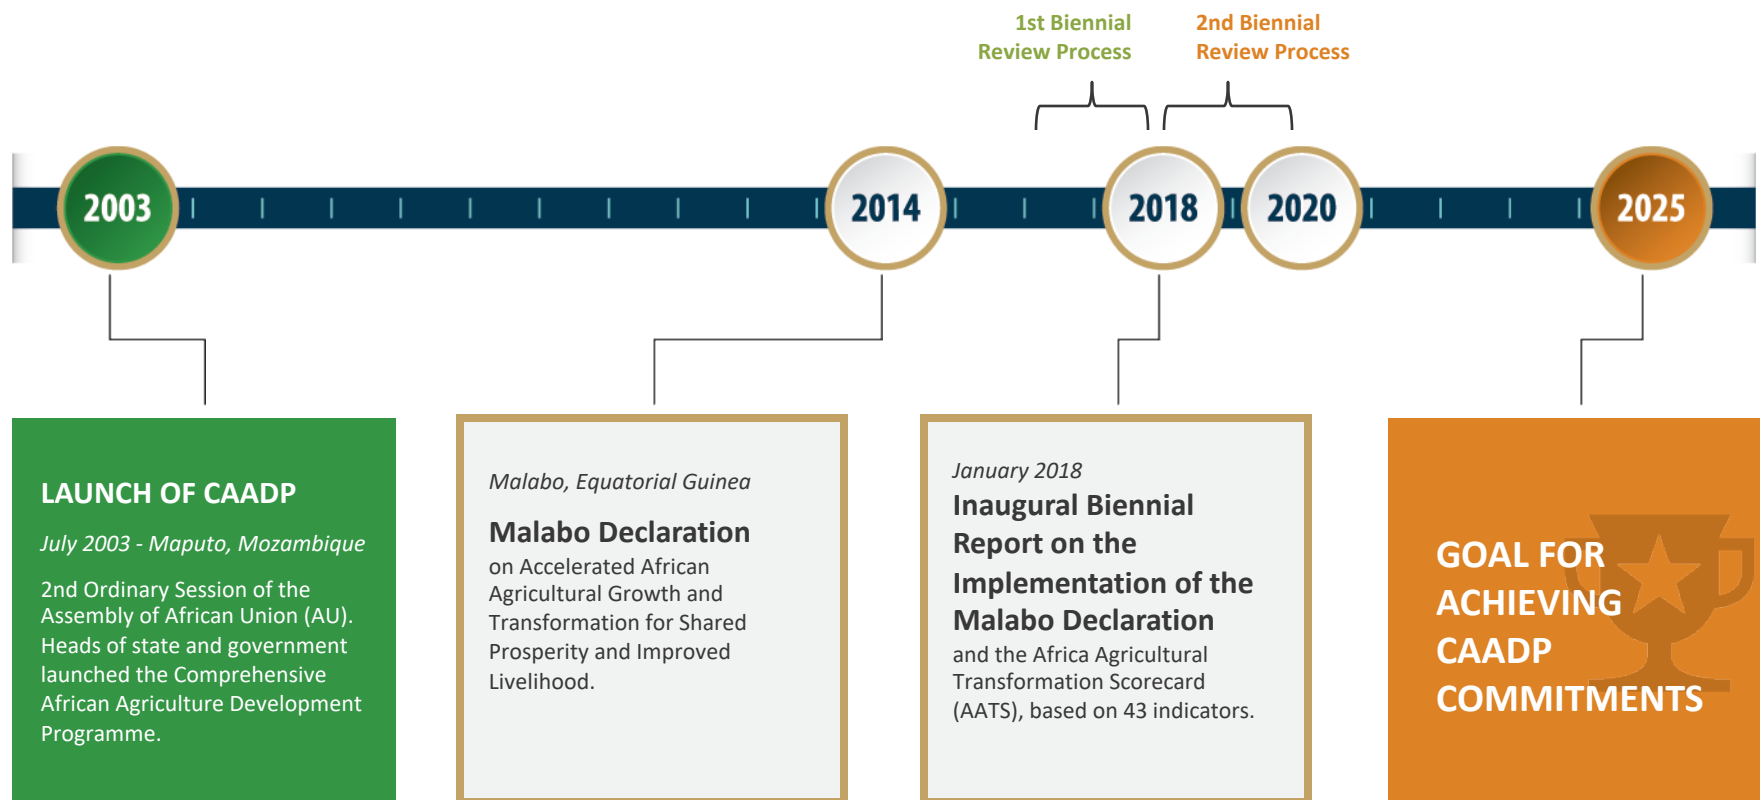 1st Biennial
Review Process
2nd Biennial
Review Process
2003
2014
2018
2020
2025
LAUNCH OF CAADP
July 2003 - Maputo, Mozambique
2nd Ordinary Session of the
Assembly of African Union (AU).
Heads of state and government
launched the Comprehensive
African Agriculture Development
Programme.
Malabo, Equatorial Guinea
Malabo Declaration
on Accelerated African
Agricultural Growth and
Transformation for Shared
Prosperity and Improved
Livelihood.
January 2018
Inaugural Biennial
Report on the
Implementation of the
Malabo Declaration
and the Africa Agricultural
Transformation Scorecard
(AATS), based on 43 indicators.
GOAL FOR
ACHIEVING
CAADP
COMMITMENTS